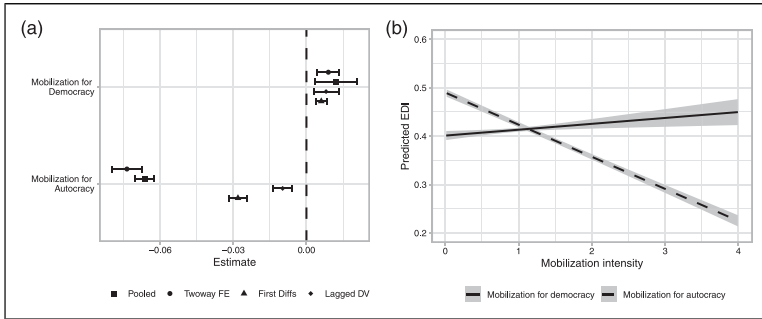 (a)
Mobilization for
Democracy
Mobilization for
Autocracy
−0.06
−0.03
0.00
Estimate
Pooled
Twoway FE
First Diffs
Lagged DV
(b)
0.6
0.5
0.4
0.3
0.2
Predicted EDI
0
1
2
3
4
Mobilization intensity
Mobilization for democracy
Mobilization for autocracy